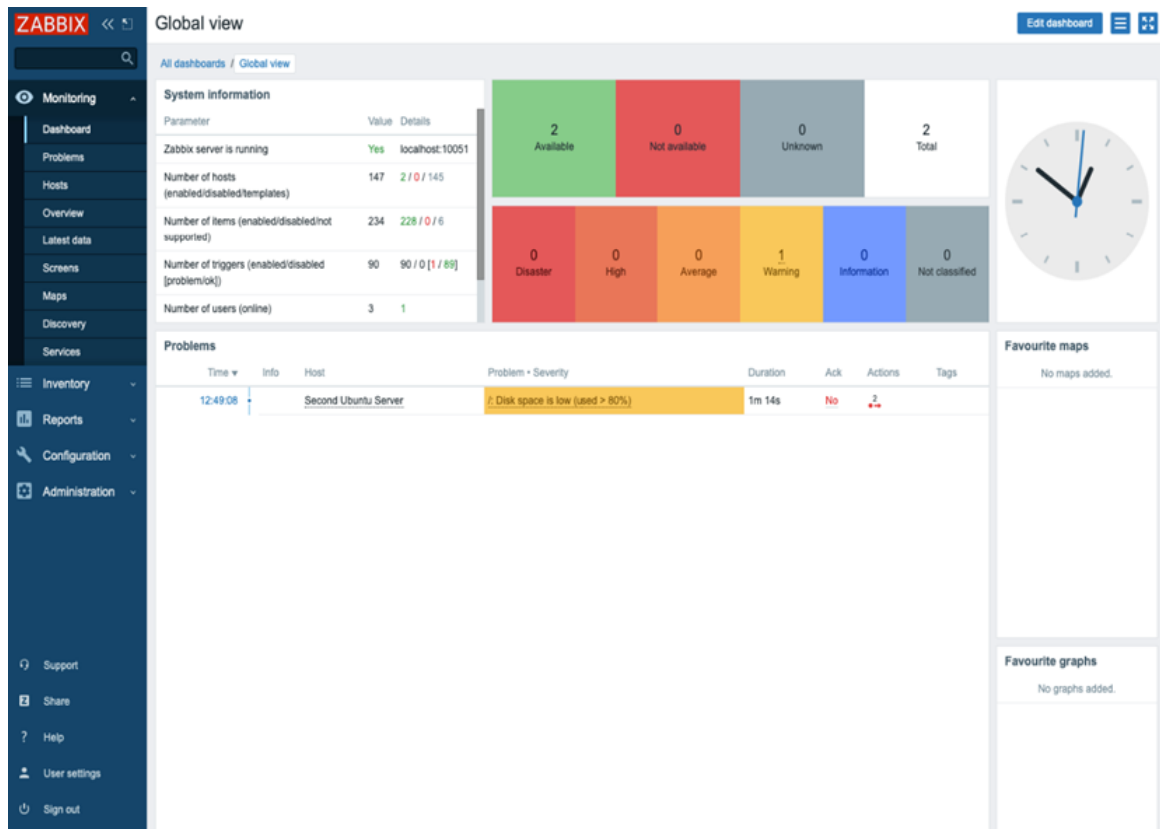 ZABBIX
Global view
Edit dashboard
All dashboards / Global view
Monitoring
Dashboard
Problems
Hosts
Overview
Latest data
Screens
Maps
Discovery
Services
Inventory
Reports
Configuration
Administration
Support
Z Share
? Help
User settings
Sign out
System information
Parameter Value Details
Zabbix server is running Yes localhost:10051
Number of hosts
(enabled/disabled/templates) 147 2 / 0 / 145
Number of items (enabled/disabled/not
supported) 234 228 / 0 / 6
Number of triggers (enabled/disabled
[problem/ok]) 90 90 / 0 [1 / 89]
Number of users (online) 3 1
2 0 0 2
Available Not available Unknown Total
0 0 0 1 0 0
Disaster High Average Warning Information Not classified
Problems
Time Info Host Problem • Severity Duration Ack Actions Tags
12:49:08 Second Ubuntu Server /: Disk space is low (used > 80%) 1m 14s No 2
Favourite maps
No maps added.
Favourite graphs
No graphs added.